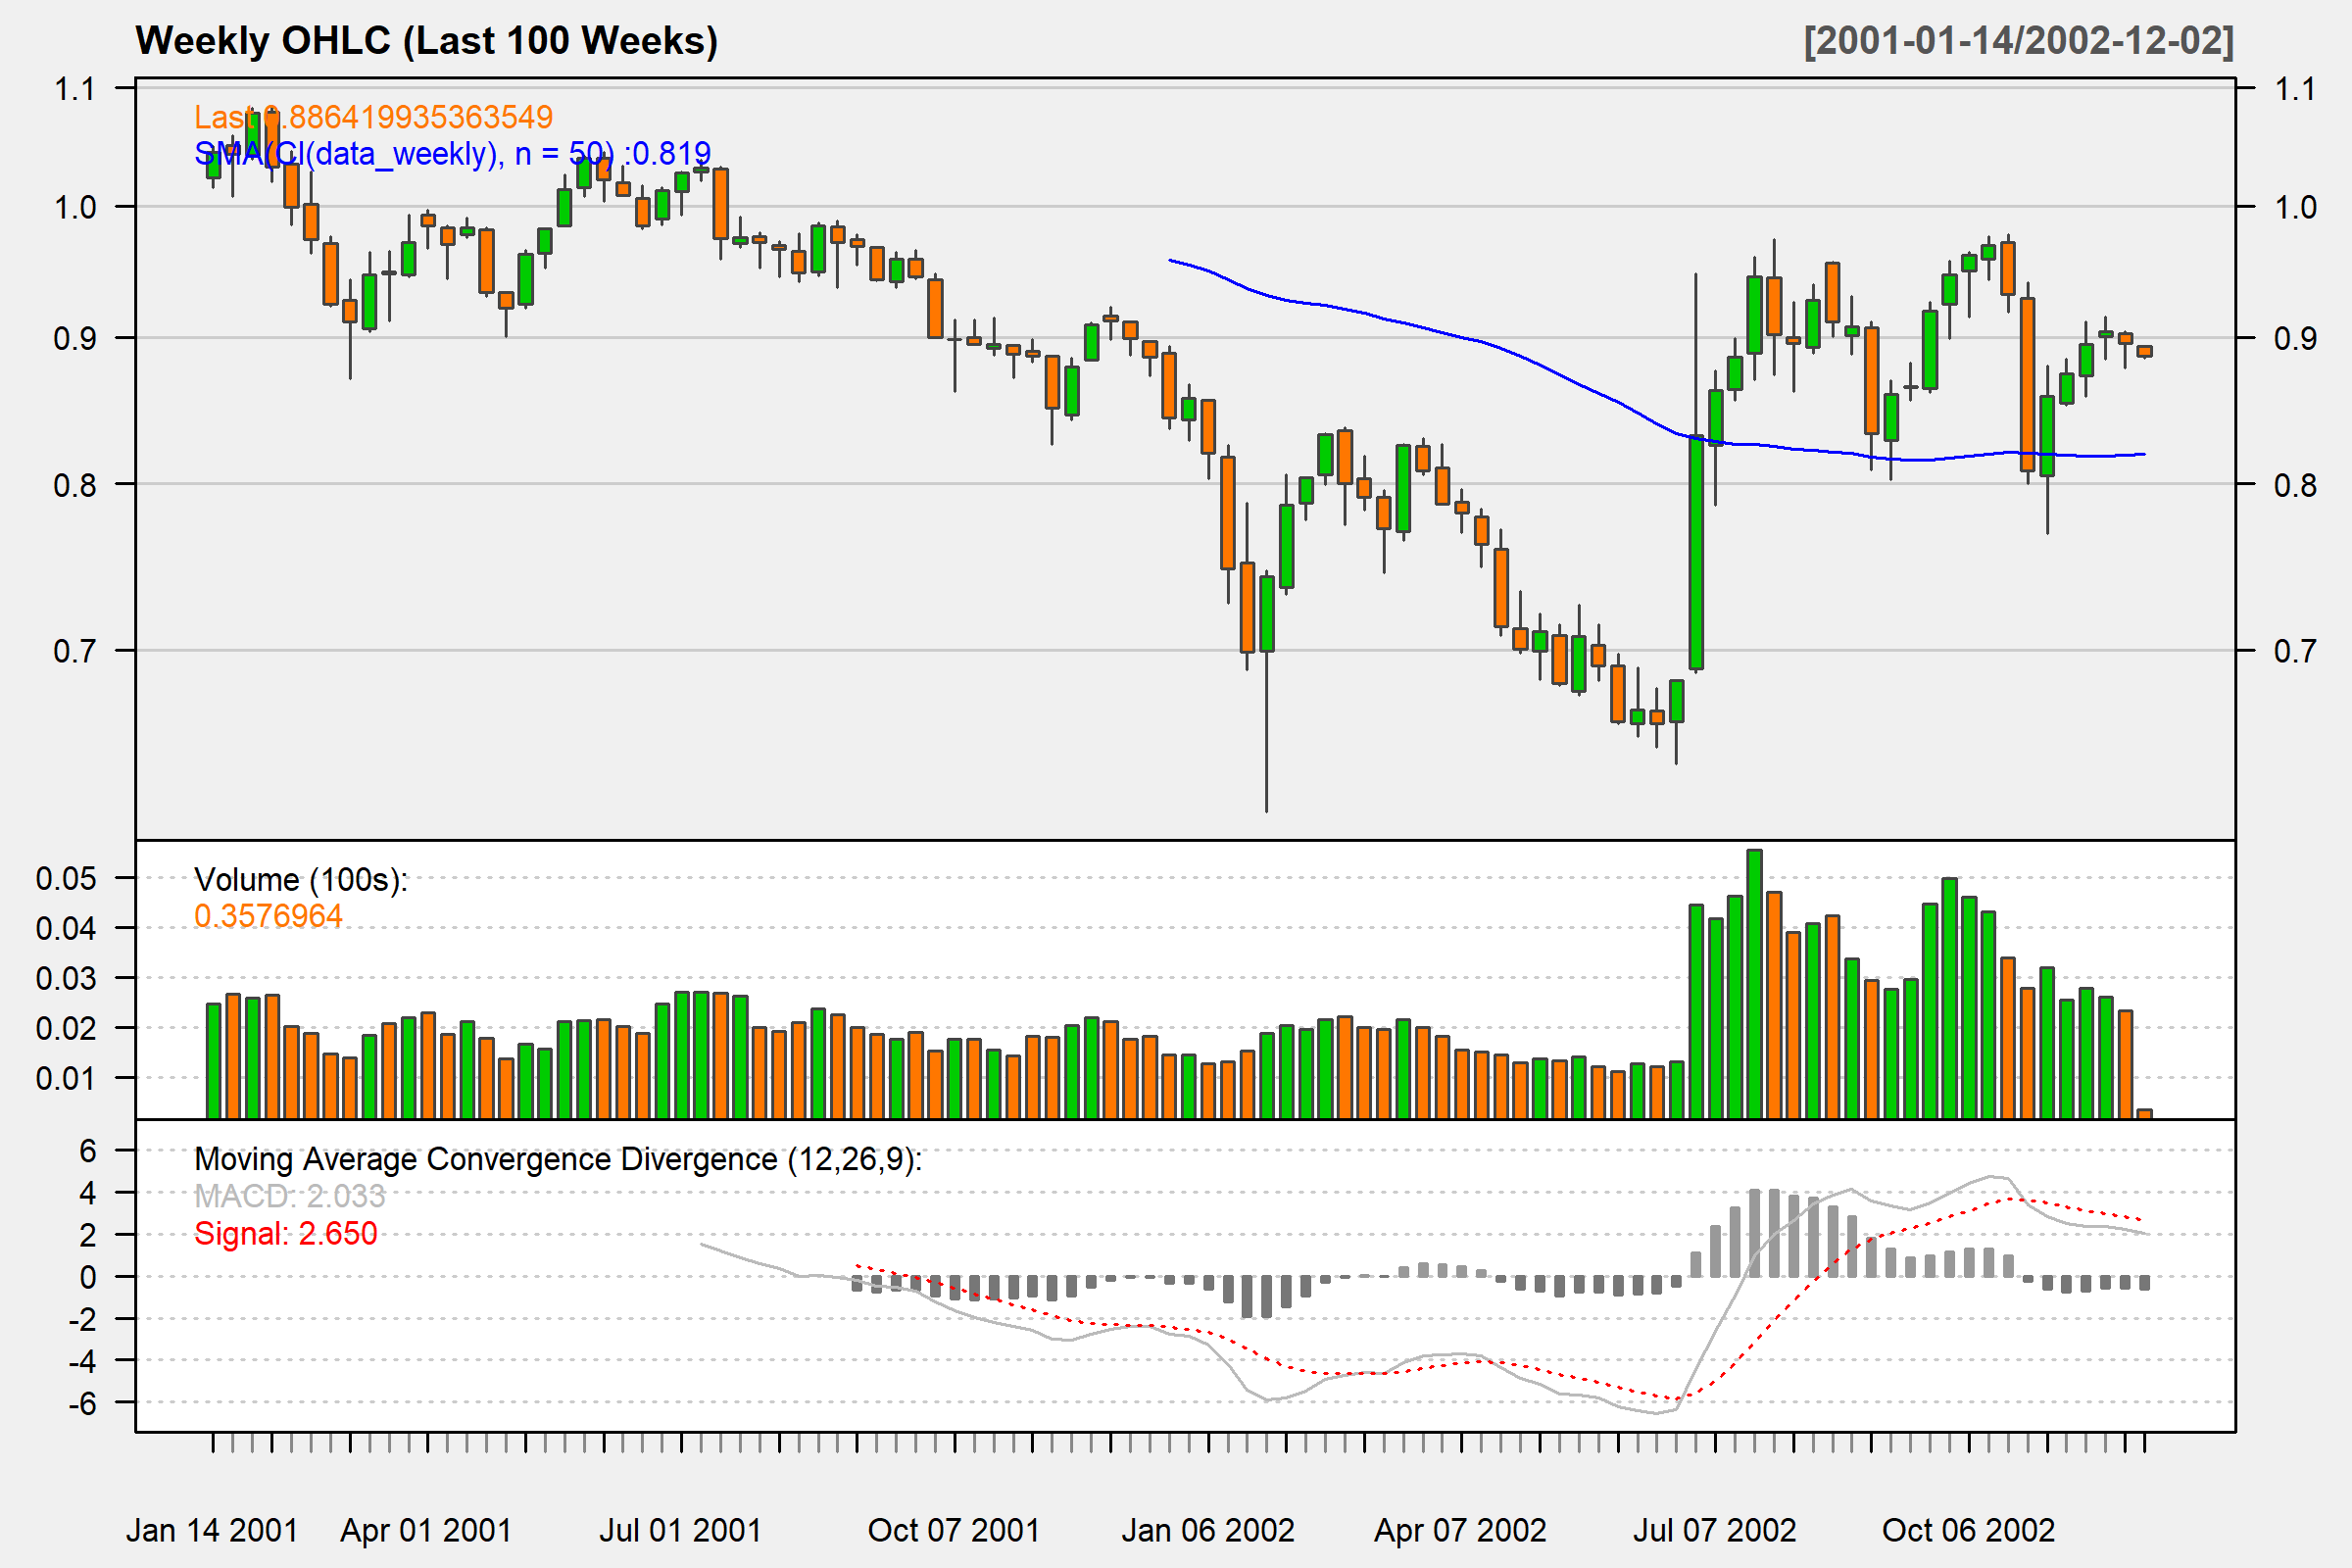 Weekly OHLC (Last 100 Weeks) [2001-01-14/2002-12-02]
1.1 1.1
Last 0.886419935363549
SMA(Cl(data_weekly), n = 50) :0.819
1.0 1.0
0.9 0.9
0.8 0.8
0.7 0.7
0.05
Volume (100s):
0.3576964
0.04
0.03
0.02
0.01
6
Moving Average Convergence Divergence (12,26,9):
4
MACD: 2.033
2
Signal: 2.650
0
-2
-4
-6
Jan 14 2001 Apr 01 2001 Jul 01 2001 Oct 07 2001 Jan 06 2002 Apr 07 2002 Jul 07 2002 Oct 06 2002